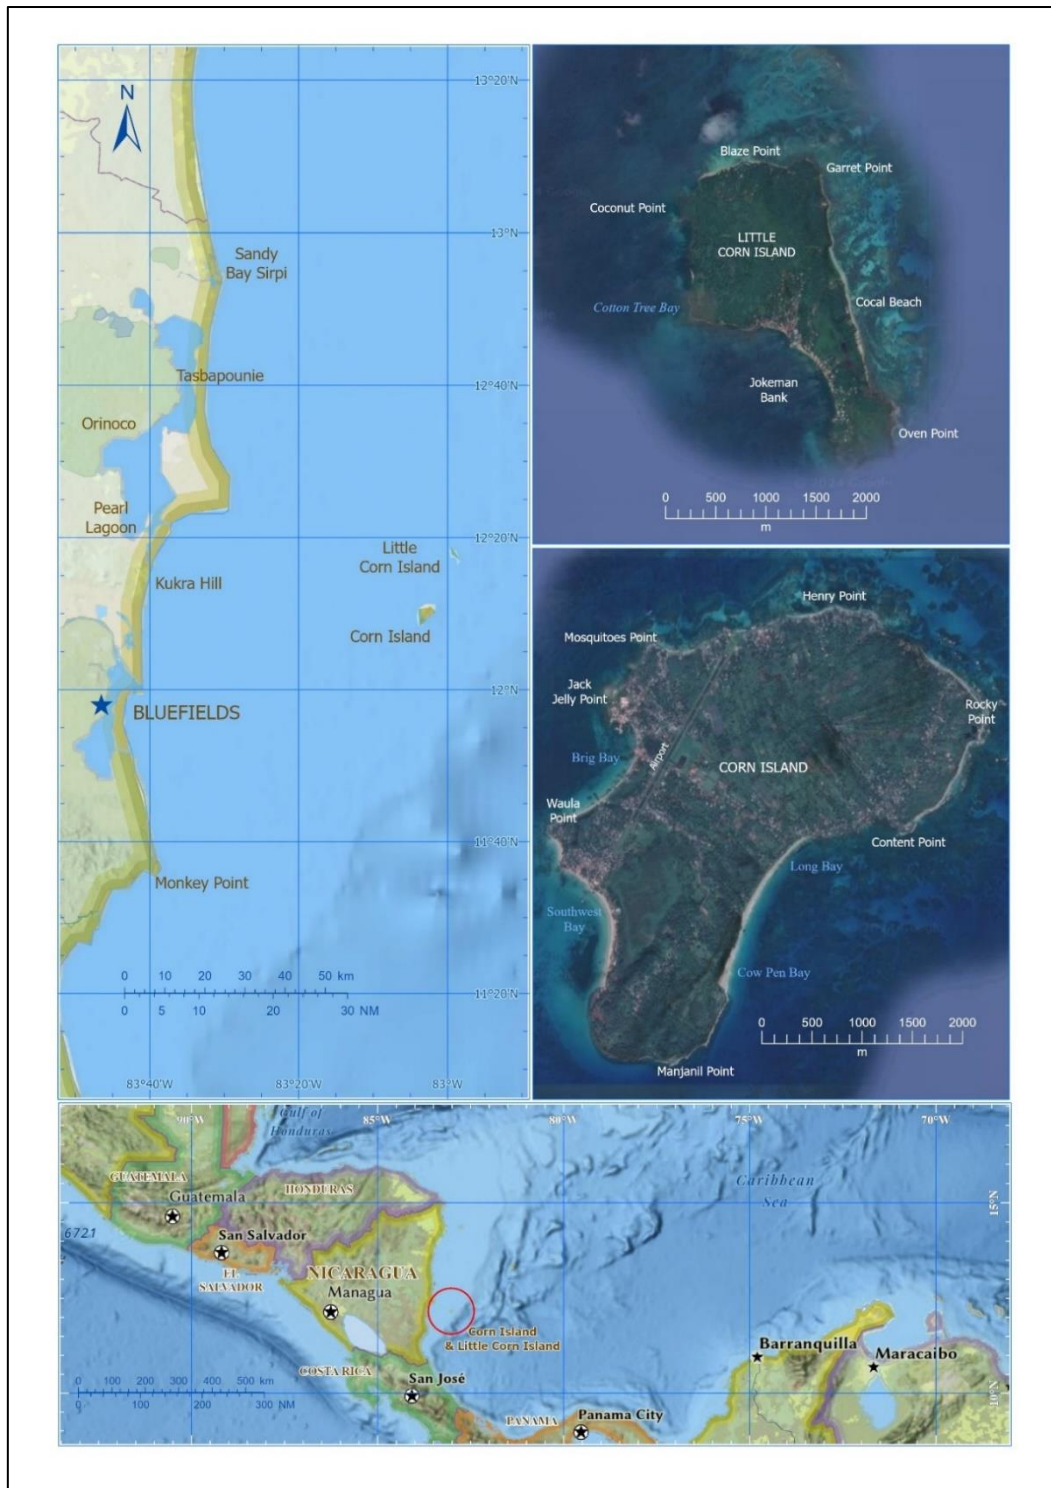 13°20'N
N
13°N
Sandy
Bay Sirpi
Tasbapounie
12°40'N
Orinoco
Pearl
Lagoon
12°20'N
Little
Corn Island
Kukra Hill
Corn Island
12°N
BLUEFIELDS
11°40'N
Monkey Point
0 10 20 30 40 50 km
0 5 10 20 30 NM
11°20'N
83°40'W 83°20'W 83°W
Blaze Point
Garret Point
Coconut Point
LITTLE
CORN ISLAND
Cotton Tree Bay
Cocal Beach
Jokeman
Bank
Oven Point
0 500 1000 1500 2000
m
Henry Point
Mosquitoes Point
Jack
Jelly Point
Rocky
Point
Brig Bay
Airport
CORN ISLAND
Waula
Point
Content Point
Long Bay
Southwest
Bay
Cow Pen Bay
0 500 1000 1500 2000
m
Manjanil Point
90°W 85°W 80°W 75°W 70°W
Gulf of
Honduras
GUATEMALA
Guatemala
HONDURAS
Caribbean
Sea
15°N
6721
San Salvador
EL
SALVADOR
NICARAGUA
Managua
Corn Island
& Little Corn Island
Barranquilla
Maracaibo
COSTA RICA
San José
0 100 200 300 400 500 km
0 100 200 300 NM
PANAMA
Panama City
10°N